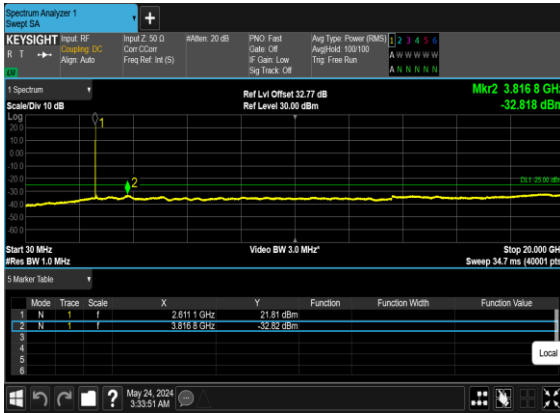 Spectrum Analyzer 1
Swept SA
+
KEYSIGHT Input: RF Input Z: 50 Ω #Atten: 20 dB PNO: Fast Avg Type: Power (RMS) 1 2 3 4 5 6
R T Coupling: DC Corr CCorr Gate: Off Avg|Hold: 100/100 A W W W W W
Align: Auto Freq Ref: Int (S) IF Gain: Low Trig: Free Run
Sig Track: Off A N N N N N
1 Spectrum
Scale/Div 10 dB
Ref Lvl Offset 32.77 dB
Ref Level 30.00 dBm
Mkr2 3.816 8 GHz
-32.818 dBm
Log
20.0
10.0
0.00
-10.0
-20.0
-30.0
-40.0
-50.0
-60.0
1
2
DL1 -25.00 dBm
Start 30 MHz Video BW 3.0 MHz* Stop 20.000 GHz
#Res BW 1.0 MHz Sweep 34.7 ms (40001 pts)
5 Marker Table
Mode Trace Scale X Y Function Function Width Function Value
1 N 1 f 2.611 1 GHz 21.81 dBm
2 N 1 f 3.816 8 GHz -32.82 dBm
3
4
5
6
Local
? May 24, 2024
3:33:51 AM